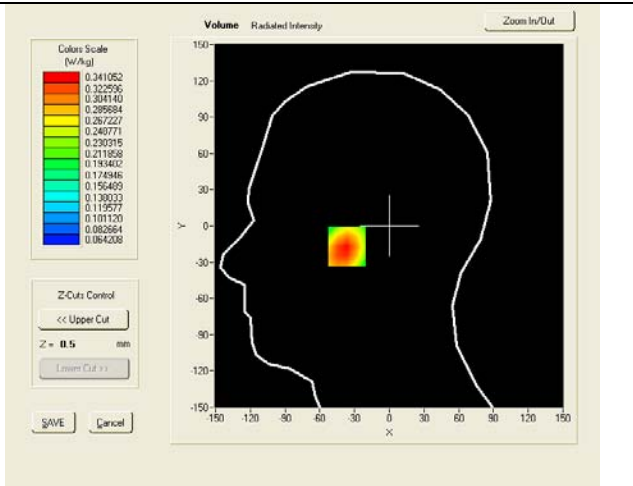 Volume Radiated Intensity
Zoom In/Out
Colors Scale
(W/kg)
0.341052
0.322596
0.304140
0.285684
0.267227
0.248771
0.230315
0.211858
0.193402
0.174946
0.156489
0.138033
0.119577
0.101120
0.082664
0.064208
Z-Cuts Control
<< Upper Cut
Z = 0.5 mm
Lower Cut >>
SAVE Cancel
150
120
90
60
30
0
-30
-60
-90
-120
-150
Y
-150 -120 -90 -60 -30 0 30 60 90 120 150
X